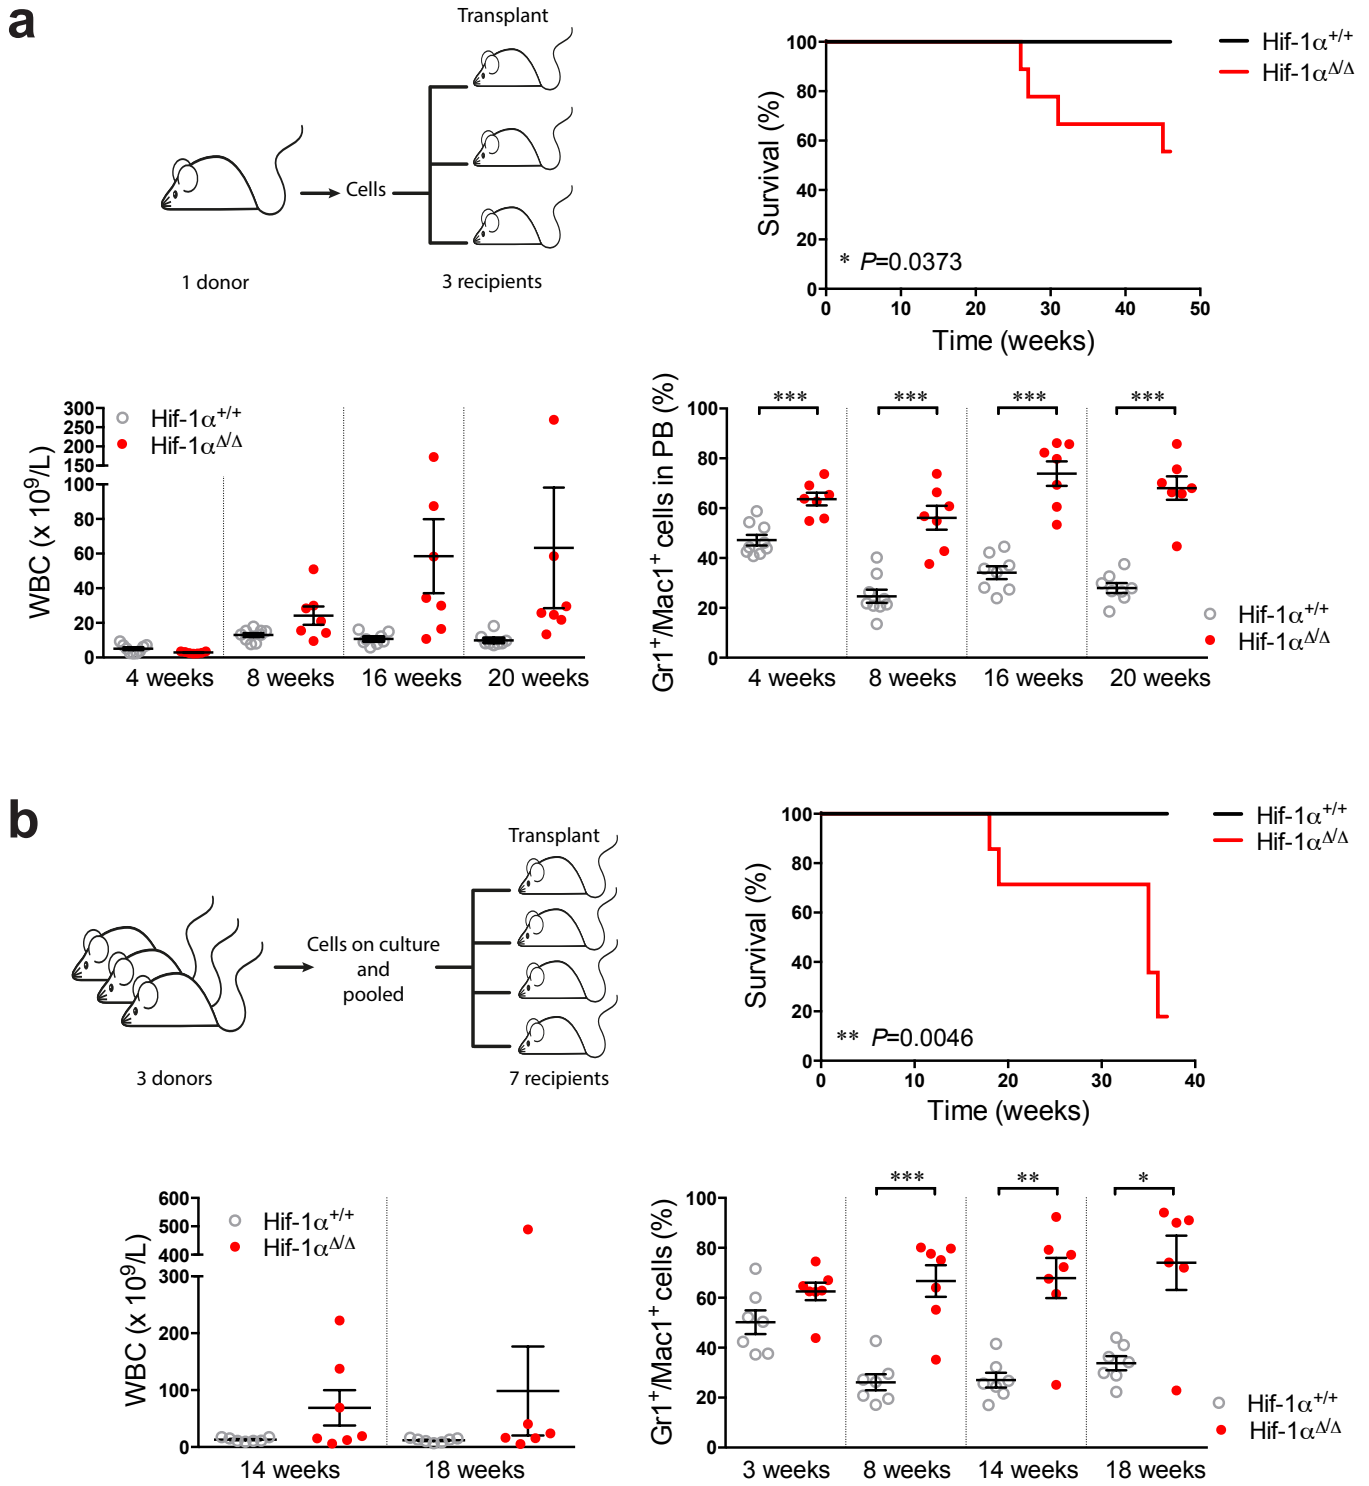 a
Transplant
Cells
1 donor
3 recipients
Survival (%)
100
80
60
40
20
0
* P=0.0373
0 10 20 30 40 50
Time (weeks)
Hif-1α+/+
Hif-1αΔ/Δ
WBC (x 10⁹/L)
300
250
200
150
100
80
60
40
20
0
Hif-1α+/+
Hif-1αΔ/Δ
4 weeks 8 weeks 16 weeks 20 weeks
Gr1+/Mac1+ cells in PB (%)
100
80
60
40
20
0
*** *** *** ***
Hif-1α+/+
Hif-1αΔ/Δ
4 weeks 8 weeks 16 weeks 20 weeks
b
Transplant
Cells on culture
and
pooled
3 donors
7 recipients
Survival (%)
100
80
60
40
20
0
** P=0.0046
0 10 20 30 40
Time (weeks)
Hif-1α+/+
Hif-1αΔ/Δ
WBC (x 10⁹/L)
600
500
400
300
200
100
0
Hif-1α+/+
Hif-1αΔ/Δ
14 weeks 18 weeks
Gr1+/Mac1+ cells (%)
100
80
60
40
20
0
*** ** *
Hif-1α+/+
Hif-1αΔ/Δ
3 weeks 8 weeks 14 weeks 18 weeks